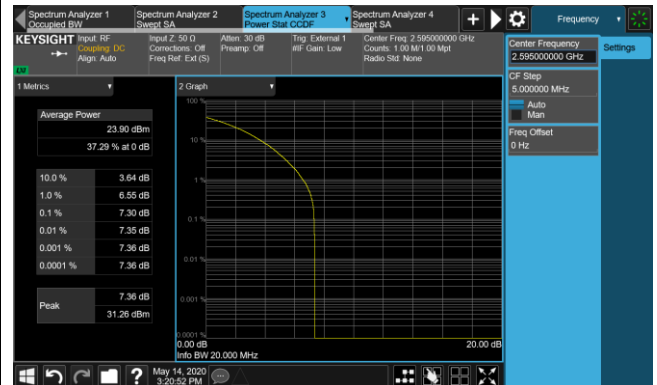 Spectrum Analyzer 1
Occupied BW
Spectrum Analyzer 2
Swept SA
Spectrum Analyzer 3
Power Stat CCDF
Spectrum Analyzer 4
Swept SA
Frequency
KEYSIGHT
Input: RF
Coupling: DC
Align: Auto
Input Z: 50 Ω
Corrections: Off
Freq Ref: Ext (S)
Atten: 30 dB
Preamp: Off
Trig: External 1
#IF Gain: Low
Center Freq: 2.595000000 GHz
Counts: 1.00 M/1.00 Mpt
Radio Std: None
Center Frequency
2.595000000 GHz
Settings
CF Step
5.000000 MHz
Auto
Man
Freq Offset
0 Hz
1 Metrics
Average Power
23.90 dBm
37.29 % at 0 dB
10.0 % 3.64 dB
1.0 % 6.55 dB
0.1 % 7.30 dB
0.01 % 7.35 dB
0.001 % 7.36 dB
0.0001 % 7.36 dB
Peak
7.36 dB
31.26 dBm
2 Graph
100 %
10 %
1 %
0.1 %
0.01 %
0.001 %
0.0001 %
0.00 dB 20.00 dB
Info BW 20.000 MHz
May 14, 2020
3:20:52 PM